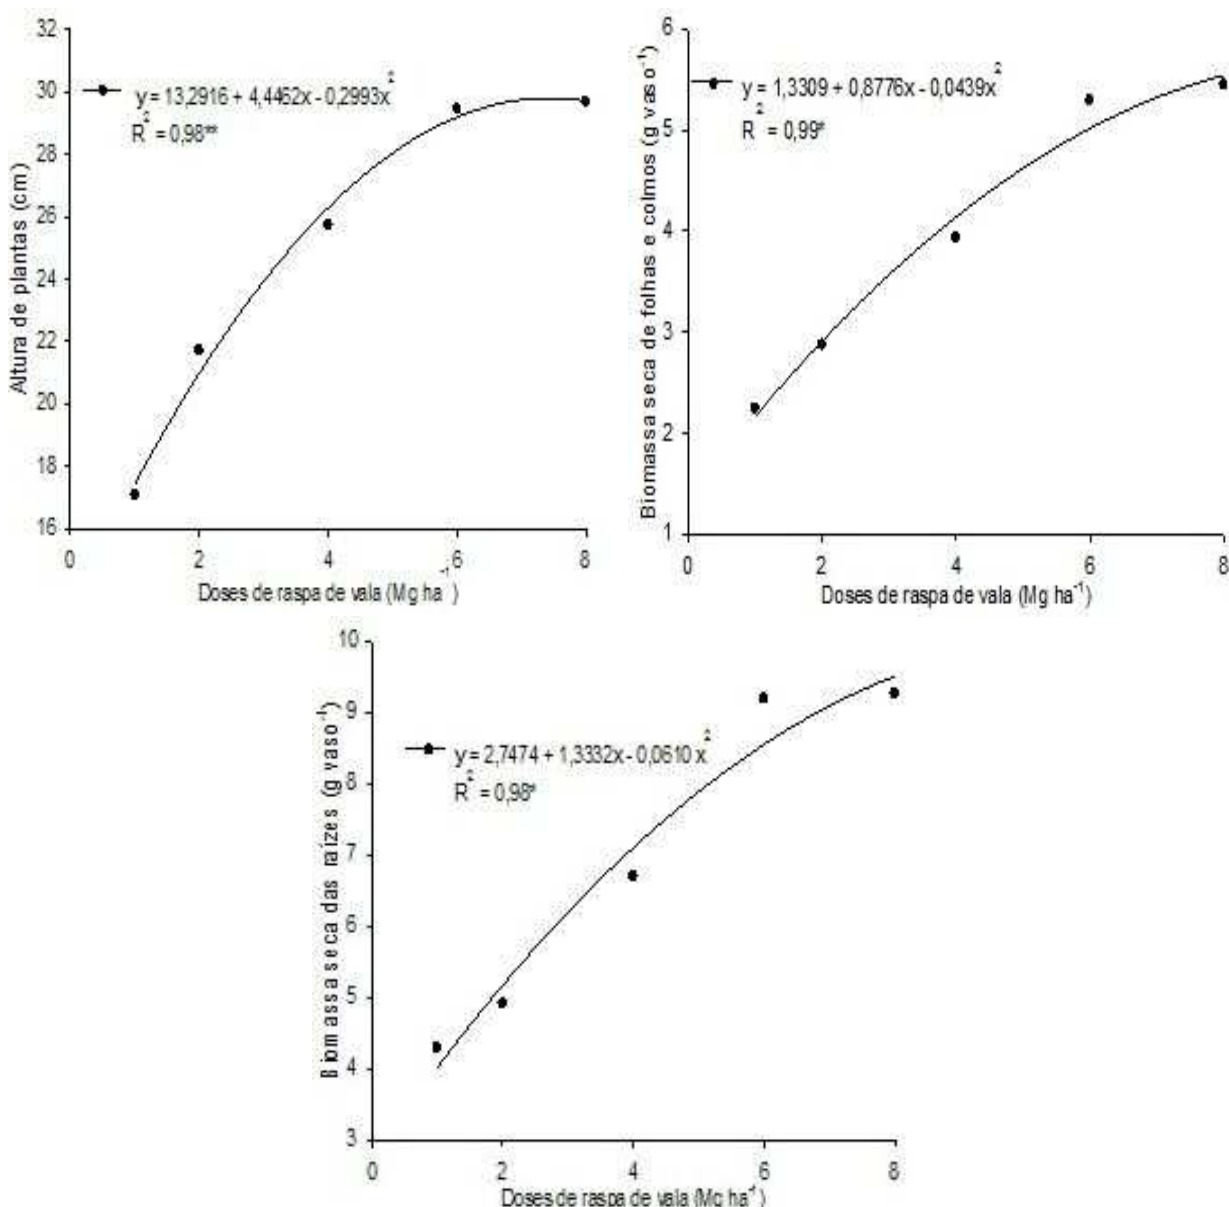 Altura de plantas (cm)
32
30
28
26
24
22
20
18
16
y = 13,2916 + 4,4462x - 0,2993x²
R² = 0,98**
0 2 4 6 8
Doses de raspa de vala (Mg ha⁻¹)
Biomassa seca de folhas e colmos (g vaso⁻¹)
6
5
4
3
2
1
y = 1,3309 + 0,8776x - 0,0439x²
R² = 0,99*
0 2 4 6 8
Doses de raspa de vala (Mg ha⁻¹)
Biomassa seca das raízes (g vaso⁻¹)
10
9
8
7
6
5
4
3
y = 2,7474 + 1,3332x - 0,0610x²
R² = 0,98*
0 2 4 6 8
Doses de raspa de vala (Mg ha⁻¹)